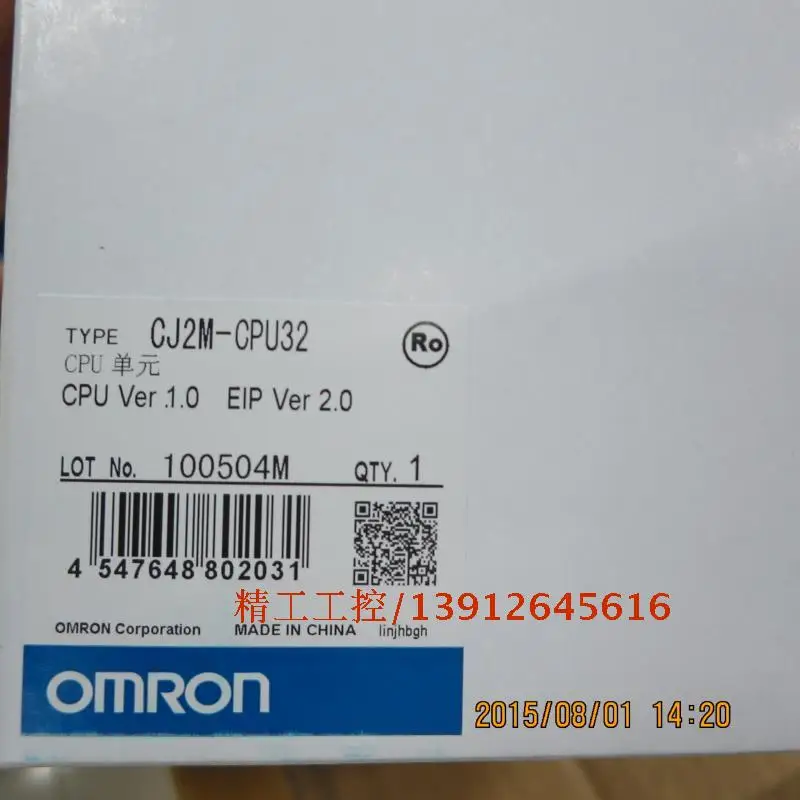 TYPE CJ2M-CPU32
Ro
CPU 单元
CPU Ver .1.0 EIP Ver 2.0
LOT No. 100504M QTY. 1
4 547648 802031
精工工控/13912645616
OMRON Corporation MADE IN CHINA linjhbgh
OMRON
2015/08/01 14:20